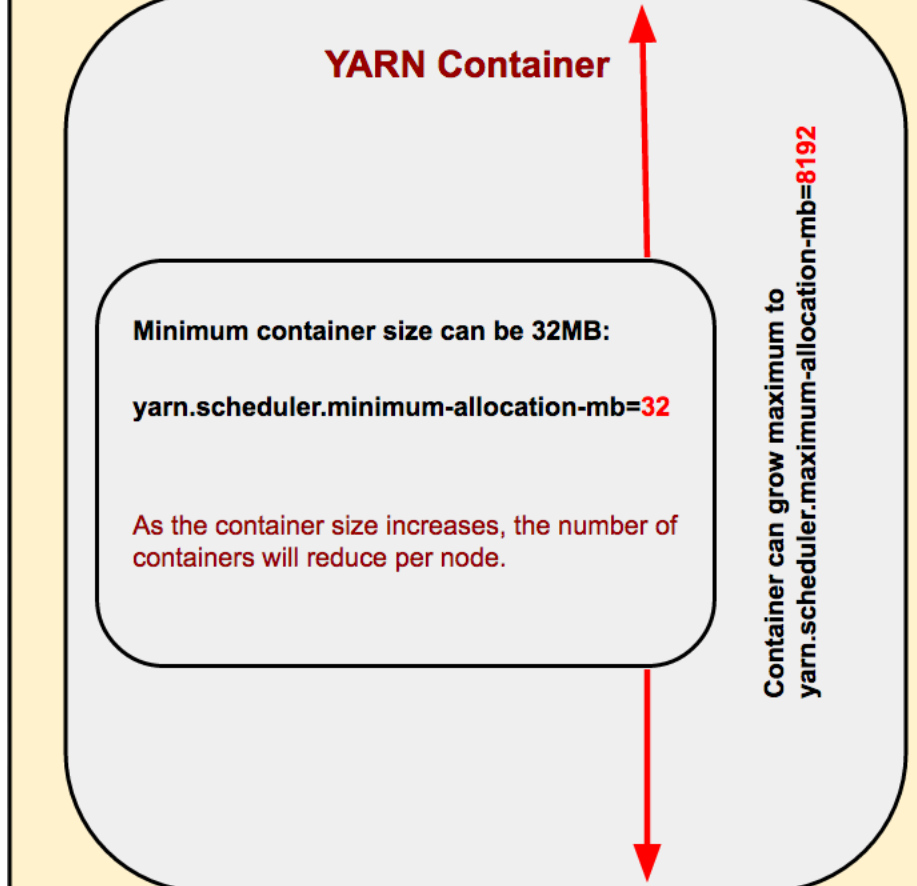 YARN Container
Minimum container size can be 32MB:
yarn.scheduler.minimum-allocation-mb=32
As the container size increases, the number of
containers will reduce per node.
Container can grow maximum to
yarn.scheduler.maximum-allocation-mb=8192